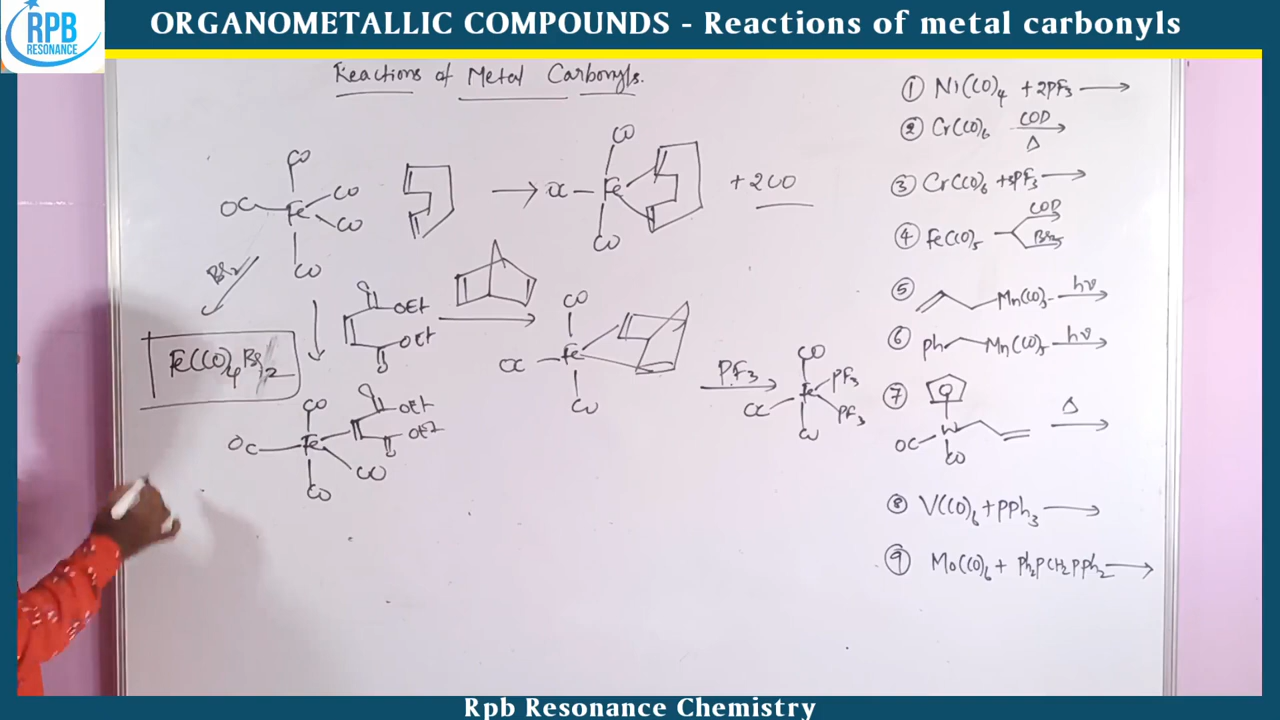 RPB
RESONANCE
ORGANOMETALLIC COMPOUNDS - Reactions of metal carbonyls
Reactions of Metal Carbonyls.
CO
OC Fe CO
CO
CO
CO
OC Fe
CO
+ 2CO
Br2
OEt
O
OEt
O
CO
OC Fe
CO
PF3
CO
OC Fe PF3
PF3
CO
Fe(CO)4Br2
CO
OC Fe
CO
CO
O
OEt
OEt
O
① Ni(CO)4 + 2PF3 ⟶
② Cr(CO)6 COD Δ
③ Cr(CO)6 + 3PF3 ⟶
④ Fe(CO)5 COD Br2
⑤ Mn(CO)5 hν
⑥ Ph Mn(CO)5 hν
⑦ OC W CO Δ
⑧ V(CO)6 + PPh3 ⟶
⑨ Mo(CO)6 + Ph2PCH2PPh2 ⟶
Rpb Resonance Chemistry